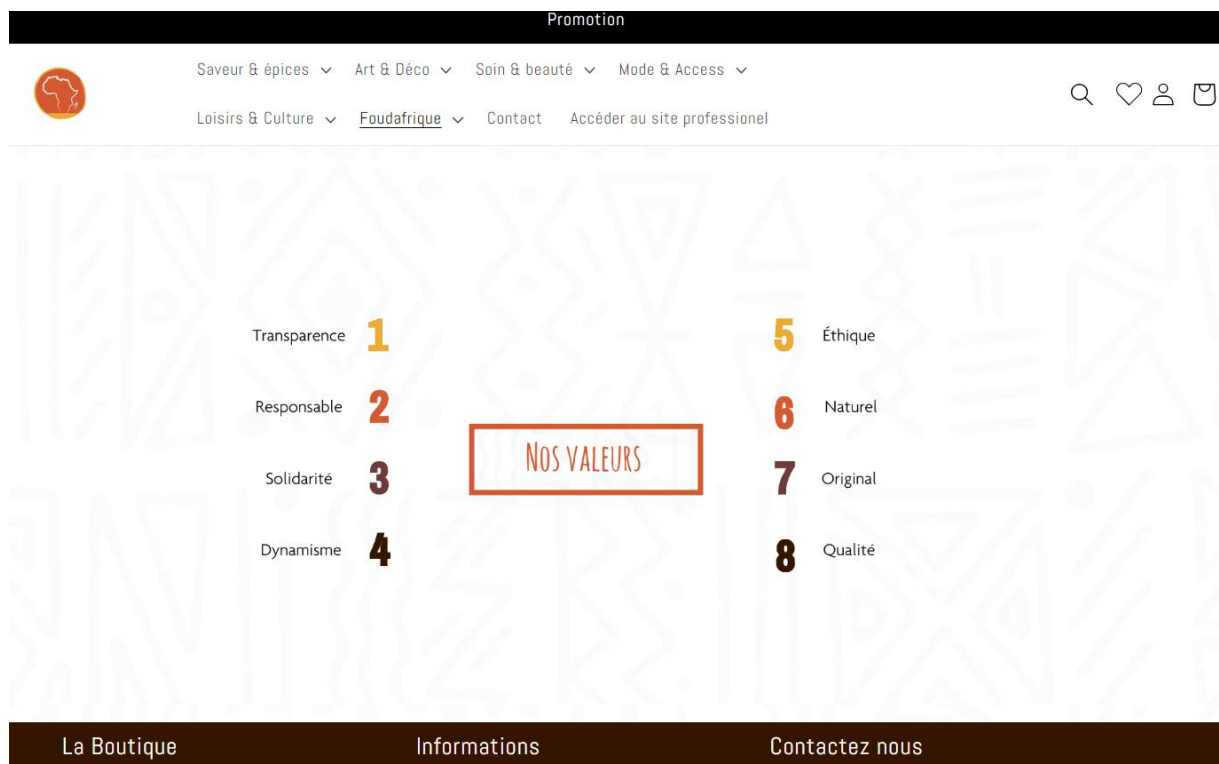 Promotion
Saveur & épices Art & Déco Soin & beauté Mode & Access
Loisirs & Culture Foudafrique Contact Accéder au site professionel
Transparence 1
Responsable 2
Solidarité 3
Dynamisme 4
NOS VALEURS
5 Éthique
6 Naturel
7 Original
8 Qualité
La Boutique Informations Contactez nous